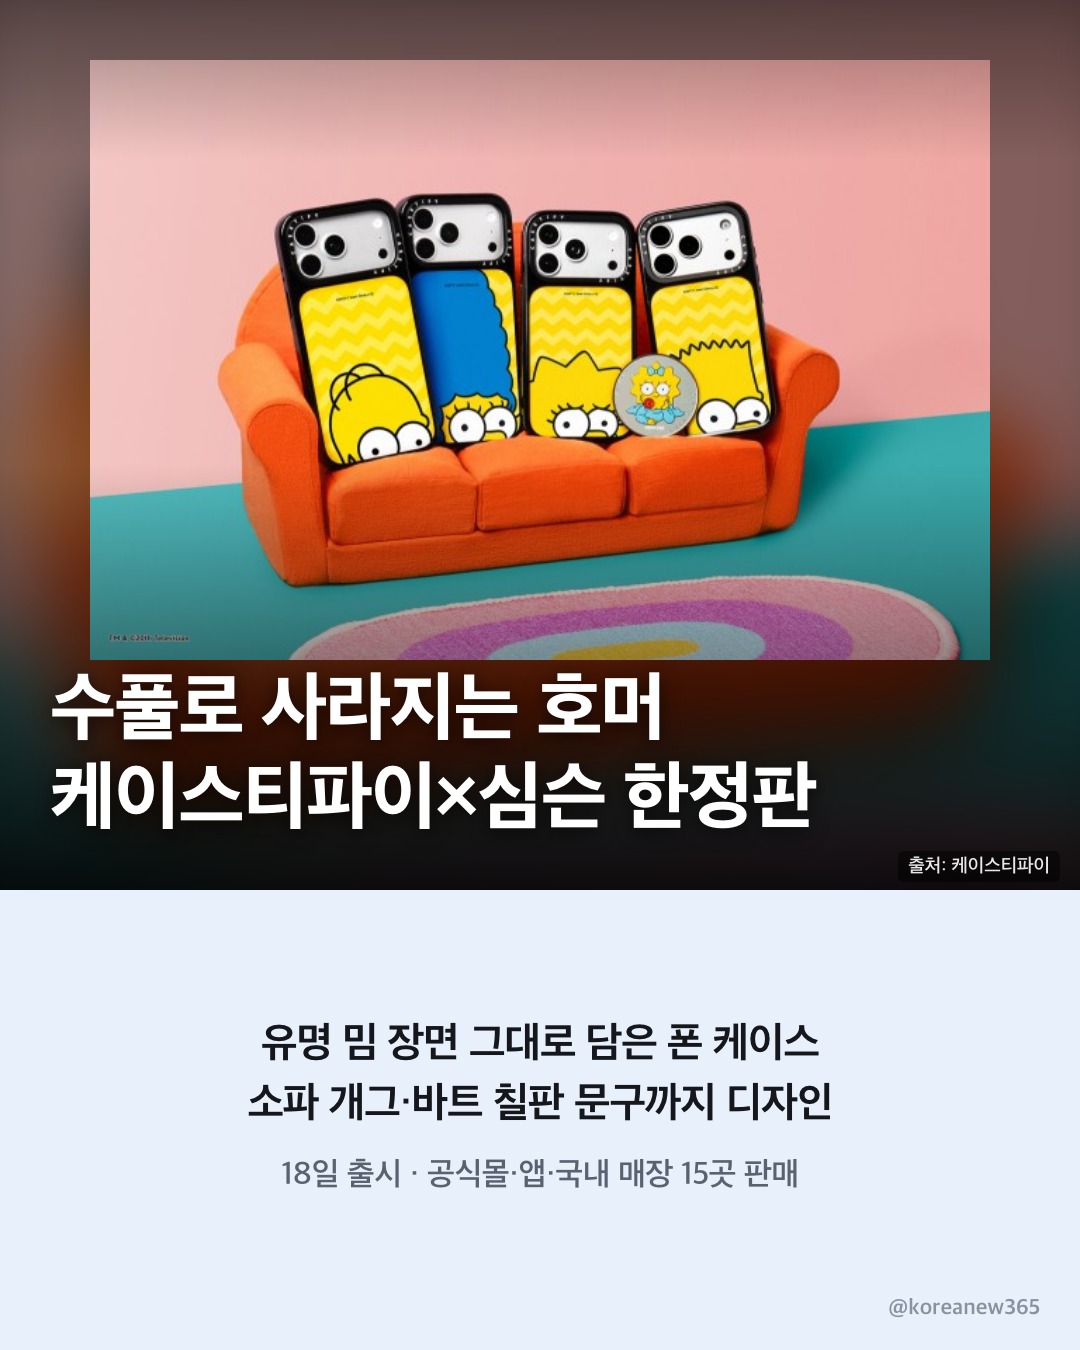 TM & ©20th Television
수풀로 사라지는 호머
케이스티파이×심슨 한정판
출처: 케이스티파이
유명 밈 장면 그대로 담은 폰 케이스
소파 개그·바트 칠판 문구까지 디자인
18일 출시 · 공식몰·앱·국내 매장 15곳 판매
@koreanew365